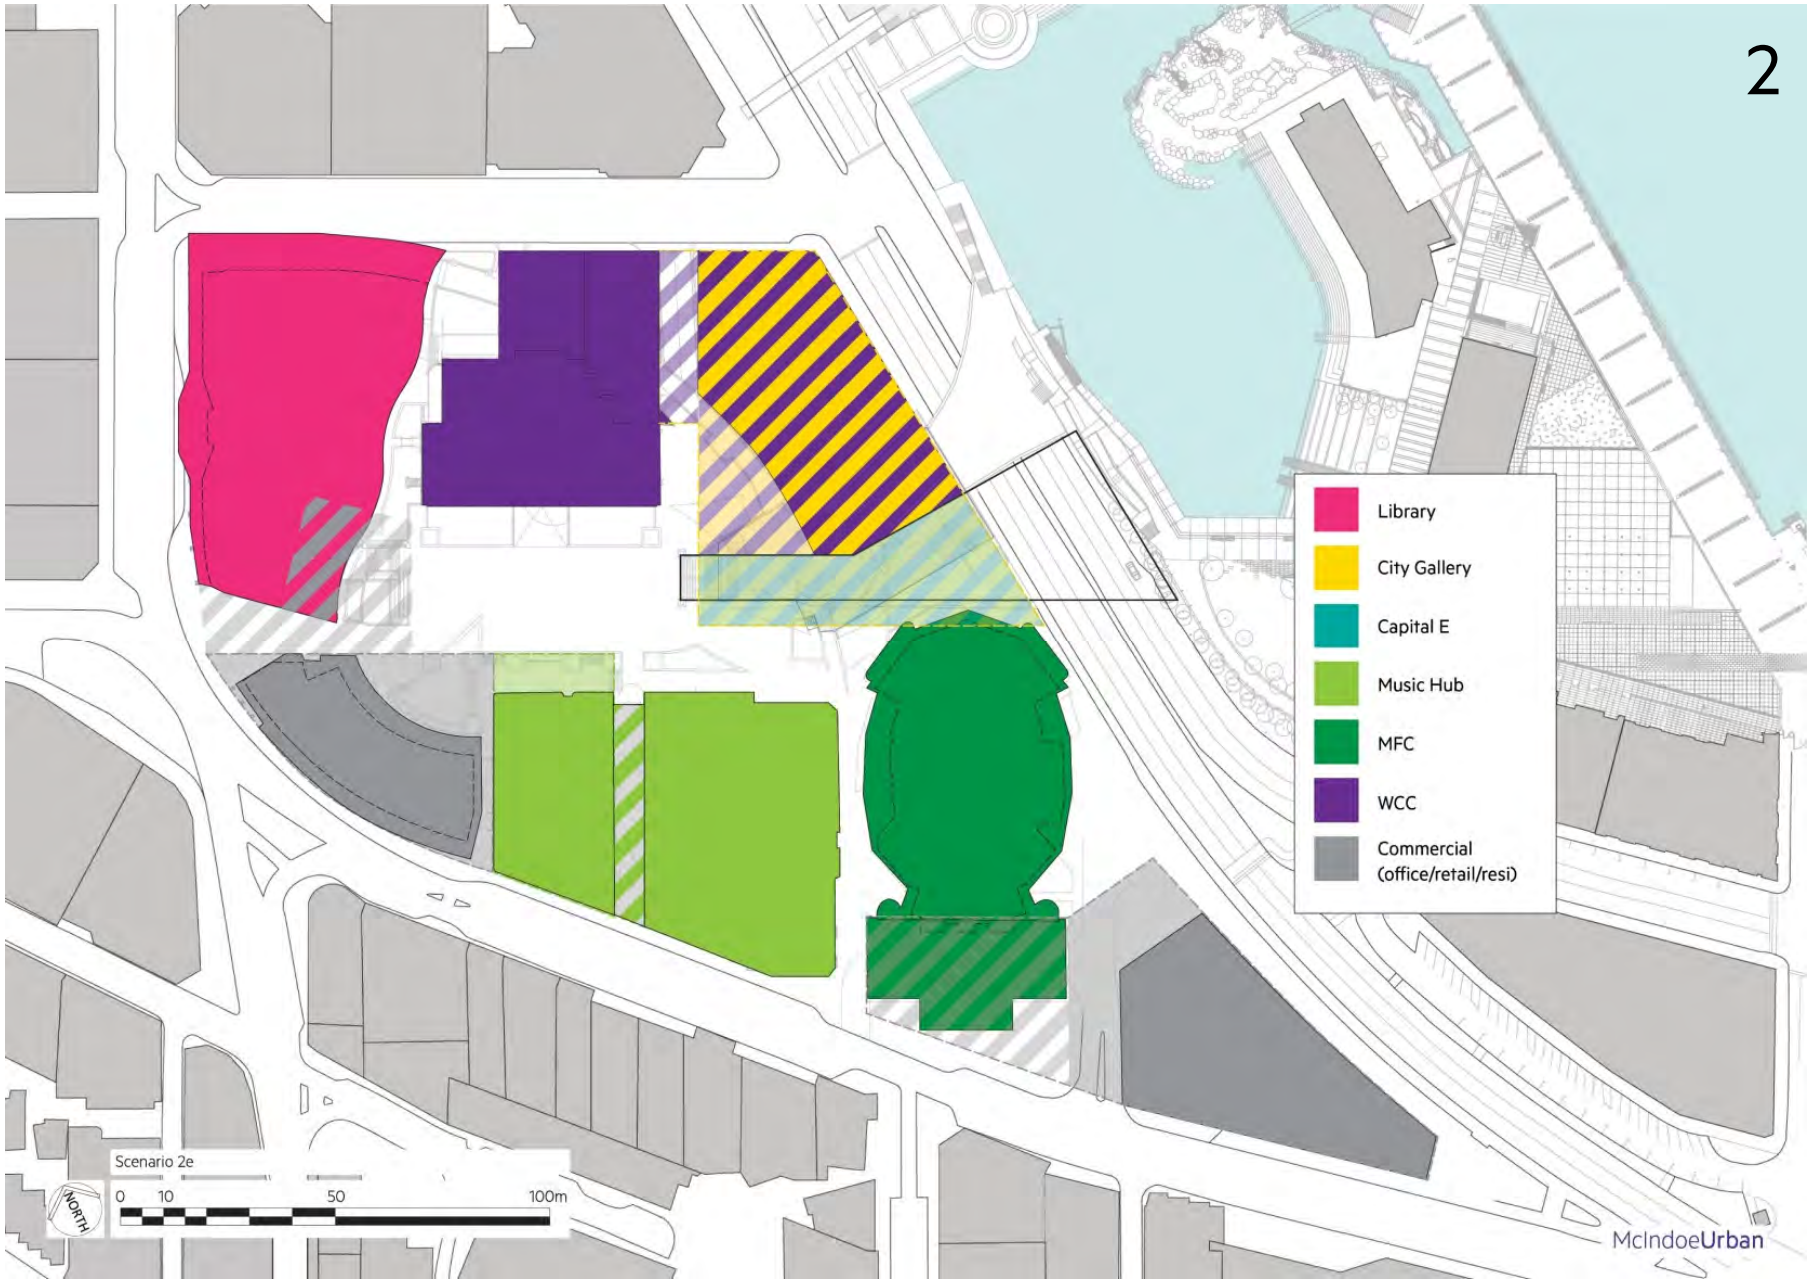 2
Library
City Gallery
Capital E
Music Hub
MFC
WCC
Commercial
(office/retail/resi)
Scenario 2e
0 10 50 100m
NORTH
McIndoeUrban